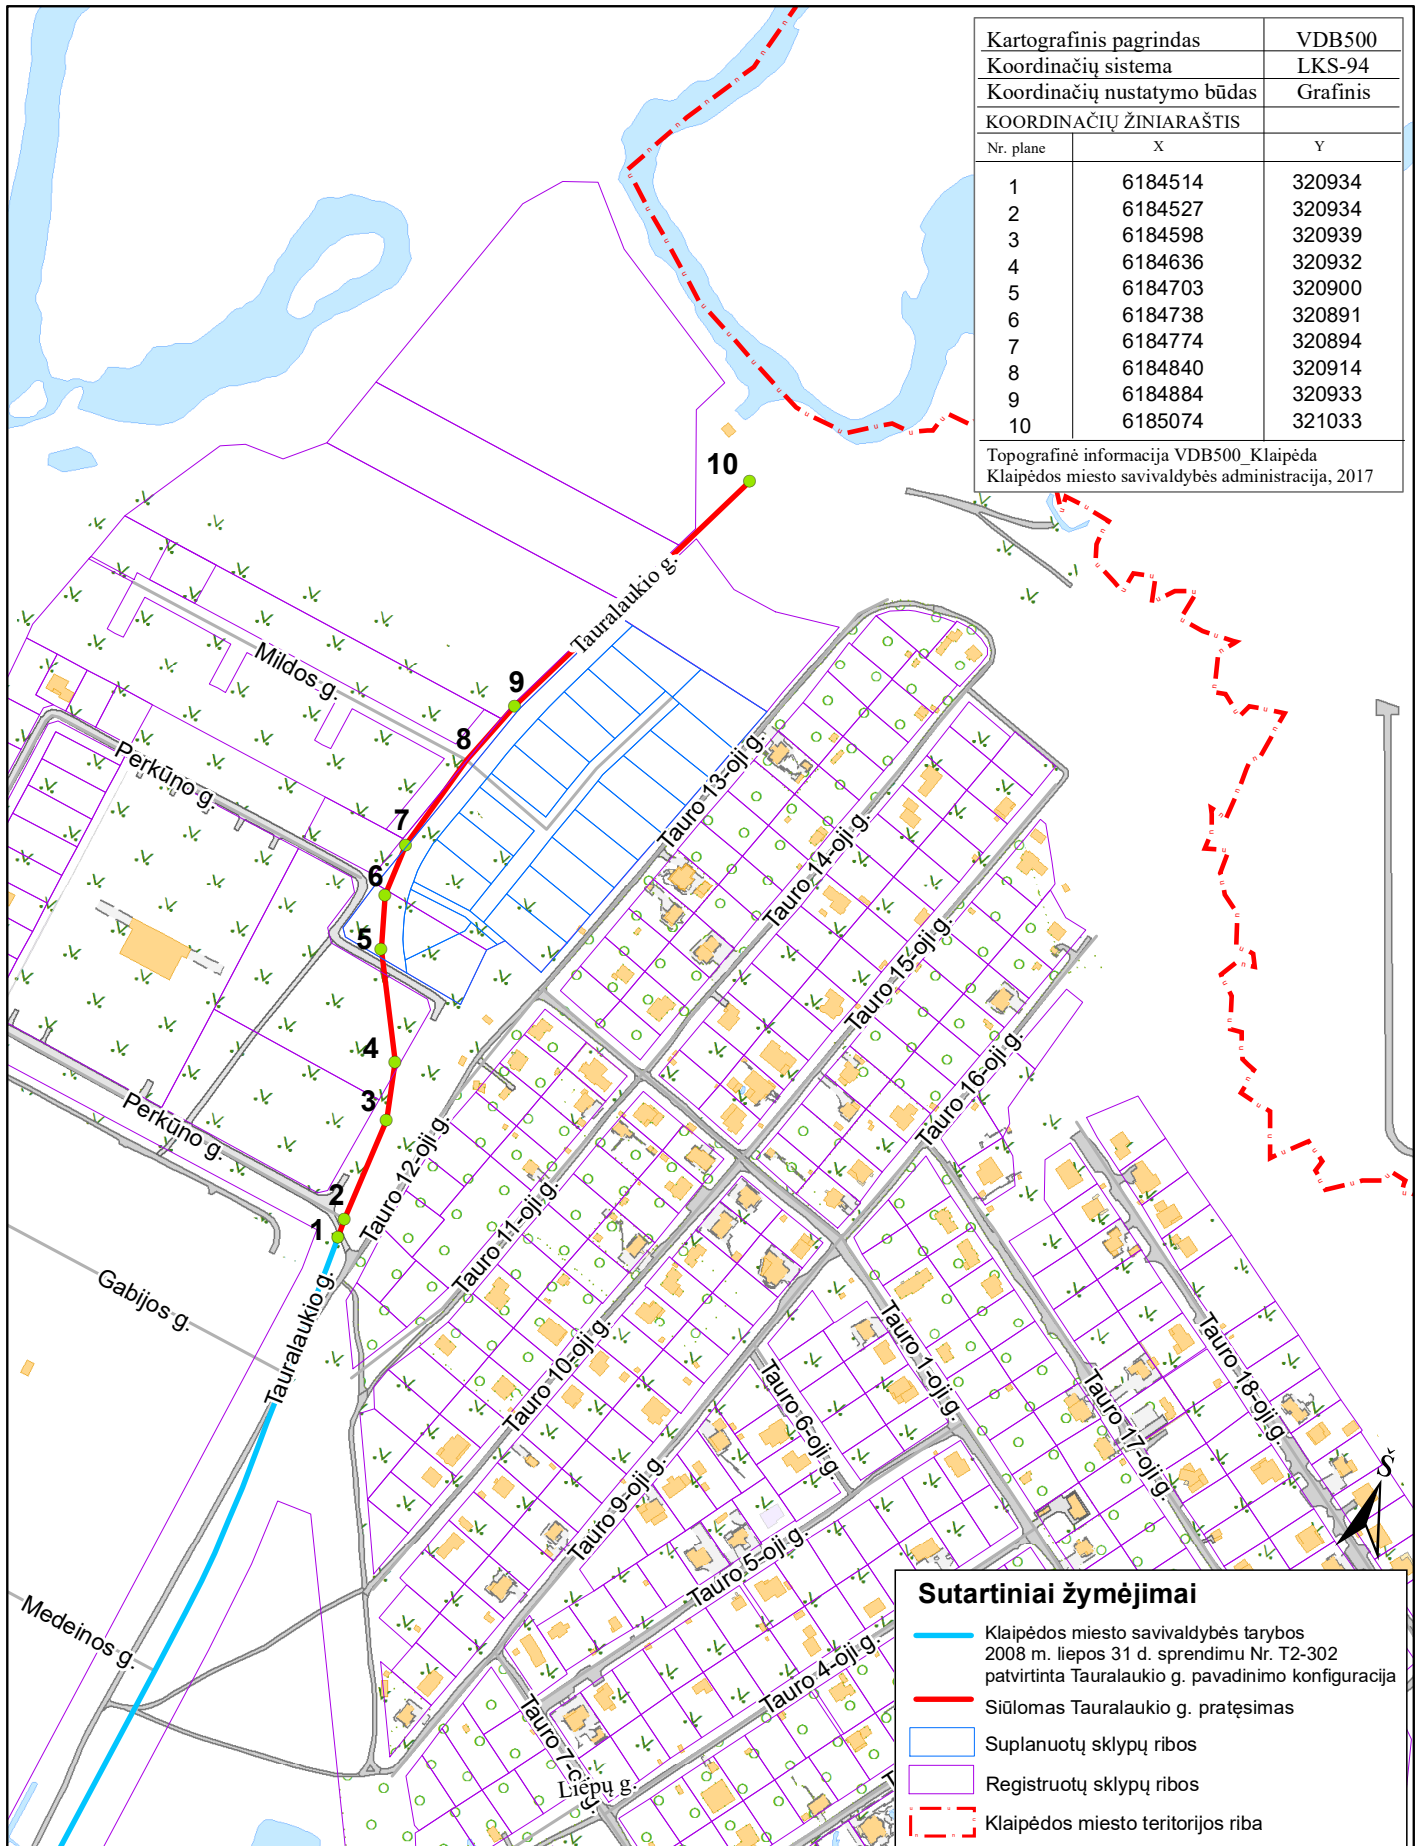 Kartografinis pagrindas VDB500
Koordinačių sistema LKS-94
Koordinačių nustatymo būdas Grafinis
KOORDINAČIŲ ŽINIARAŠTIS
Nr. plane X Y
1 6184514 320934
2 6184527 320934
3 6184598 320939
4 6184636 320932
5 6184703 320900
6 6184738 320891
7 6184774 320894
8 6184840 320914
9 6184884 320933
10 6185074 321033
Topografinė informacija VDB500_Klaipėda
Klaipėdos miesto savivaldybės administracija, 2017
10
Tauralaukio g.
Mildos g.
9
8
Perkūno g.
Tauro 13-oji g.
7
Tauro 14-oji g.
6
5
Tauro 15-oji g.
4
Tauro 16-oji g.
3
Perkūno g.
Tauro 12-oji g.
2
1
Tauro 11-oji g.
Gabijos g.
Tauralaukio g.
Tauro 10-oji g.
Tauro 1-oji g.
Tauro 18-oji g.
Tauro 6-oji g.
Tauro 17-oji g.
Tauro 9-oji g.
Š
Tauro 5-oji g.
Medeinos g.
Tauro 4-oji g.
Tauro 7-oji g.
Liepų g.
Sutartiniai žymėjimai
Klaipėdos miesto savivaldybės tarybos
2008 m. liepos 31 d. sprendimu Nr. T2-302
patvirtinta Tauralaukio g. pavadinimo konfiguracija
Siūlomas Tauralaukio g. pratęsimas
Suplanuotų sklypų ribos
Registruotų sklypų ribos
Klaipėdos miesto teritorijos riba